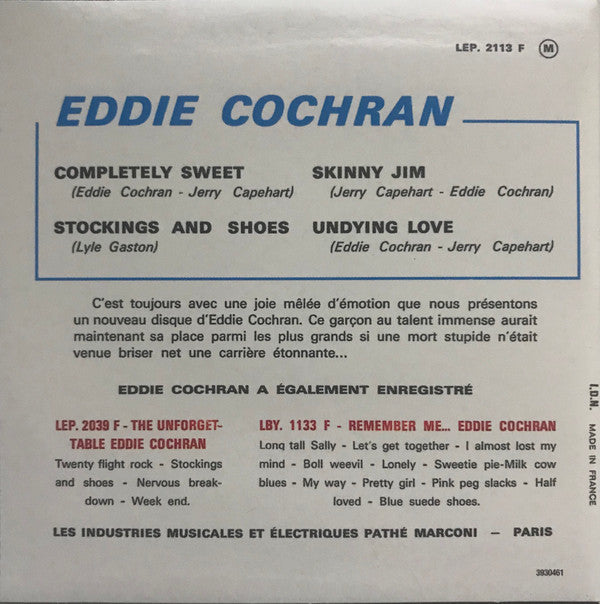 LEP. 2113 F Ⓜ
EDDIE COCHRAN
COMPLETELY SWEET
(Eddie Cochran - Jerry Capehart)
SKINNY JIM
(Jerry Capehart - Eddie Cochran)
STOCKINGS AND SHOES
(Lyle Gaston)
UNDYING LOVE
(Eddie Cochran - Jerry Capehart)
C'est toujours avec une joie mêlée d'émotion que nous présentons
un nouveau disque d'Eddie Cochran. Ce garçon au talent immense aurait
maintenant sa place parmi les plus grands si une mort stupide n'était
venue briser net une carrière étonnante...
EDDIE COCHRAN A ÉGALEMENT ENREGISTRÉ
LEP. 2039 F - THE UNFORGET-
TABLE EDDIE COCHRAN
Twenty flight rock - Stockings
and shoes - Nervous break-
down - Week end.
LBY. 1133 F - REMEMBER ME... EDDIE COCHRAN
Long tall Sally - Let's get together - I almost lost my
mind - Boll weevil - Lonely - Sweetie pie-Milk cow
blues - My way - Pretty girl - Pink peg slacks - Half
loved - Blue suede shoes.
LES INDUSTRIES MUSICALES ET ÉLECTRIQUES PATHÉ MARCONI – PARIS
I.D.N. MADE IN FRANCE
3930461